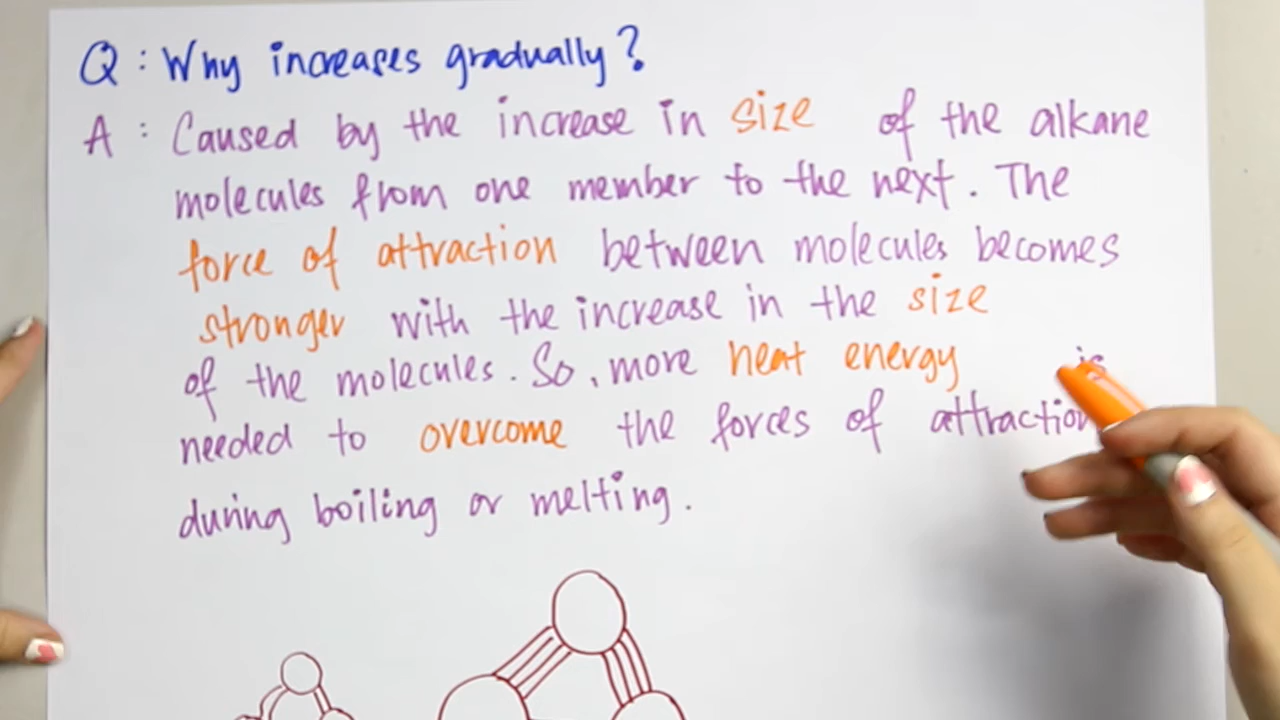 Q : Why increases gradually?
A : Caused by the increase in size of the alkane
molecules from one member to the next. The
force of attraction between molecules becomes
stronger with the increase in the size
of the molecules. So, more heat energy is
needed to overcome the forces of attraction
during boiling or melting.